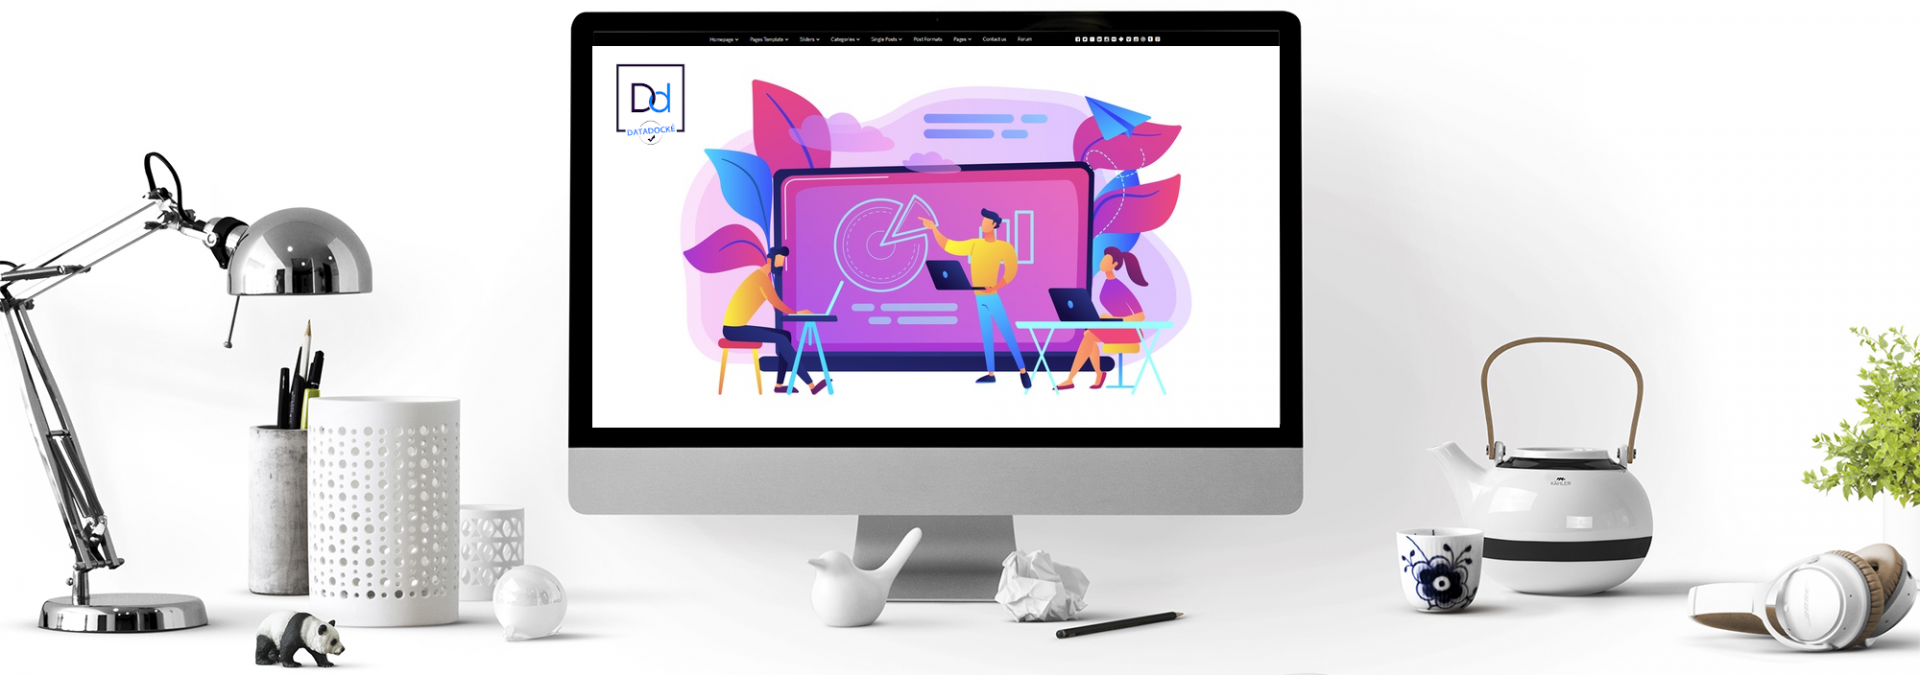 Homepage Pages Template Sliders Categories Single Posts Post Formats Pages Contact us Forum
Dd
DATADOCKÉ
KÄHLER